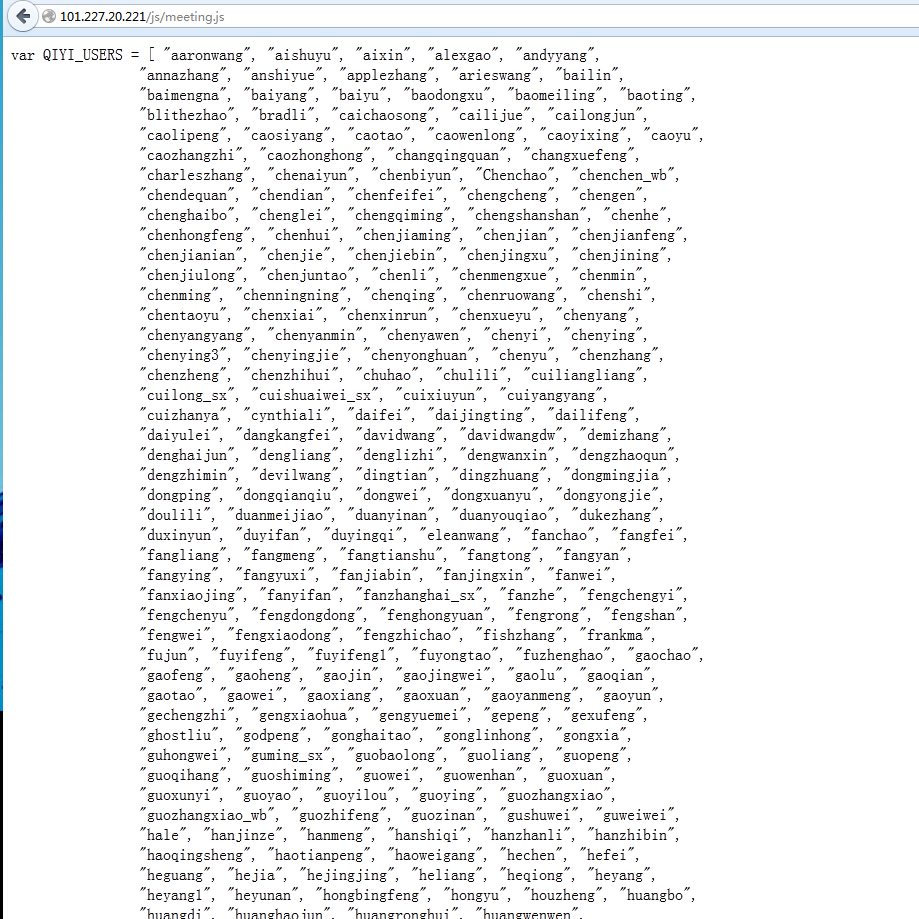 101.227.20.221/js/meeting.js
var QIYI_USERS = [ "aaronwang", "aishuyu", "aixin", "alexgao", "andyyang",
"annazhang", "anshiyue", "applezhang", "arieswang", "bailin",
"baimengna", "baiyang", "baiyu", "baodongxu", "baomeiling", "baoting",
"blithezhao", "bradli", "caichaosong", "cailijue", "cailongjun",
"caolipeng", "caosiyang", "caotao", "caowenlong", "caoyixing", "caoyu",
"caozhangzhi", "caozhonghong", "changqingquan", "changxuefeng",
"charleszhang", "chenaiyun", "chenbiyun", "Chenchao", "chenchen_wb",
"chendequan", "chendian", "chenfeifei", "chengcheng", "chengen",
"chenghaibo", "chenglei", "chengqiming", "chengshanshan", "chenhe",
"chenhongfeng", "chenhui", "chenjiaming", "chenjian", "chenjianfeng",
"chenjianian", "chenjie", "chenjiebin", "chenjingxu", "chenjining",
"chenjiulong", "chenjuntao", "chenli", "chenmengxue", "chenmin",
"chenming", "chenningning", "chenqing", "chenruowang", "chenshi",
"chentaoyu", "chenxiai", "chenxinrun", "chenxueyu", "chenyang",
"chenyangyang", "chenyanmin", "chenyawen", "chenyi", "chenying",
"chenying3", "chenyingjie", "chenyonghuan", "chenyu", "chenzhang",
"chenzheng", "chenzhihui", "chuhao", "chulili", "cuiliangliang",
"cuilong_sx", "cuishuaiwei_sx", "cuixiuyun", "cuiyangyang",
"cuizhanya", "cynthiali", "daifei", "daijingting", "dailifeng",
"daiyulei", "dangkangfei", "davidwang", "davidwangdw", "demizhang",
"denghaijun", "dengliang", "denglizhi", "dengwanxin", "dengzhaoqun",
"dengzhimin", "devilwang", "dingtian", "dingzhuang", "dongmingjia",
"dongping", "dongqianqiu", "dongwei", "dongxuanyu", "dongyongjie",
"doulili", "duanmeijiao", "duanyinan", "duanyouqiao", "dukezhang",
"duxinyun", "duyifan", "duyingqi", "eleanwang", "fanchao", "fangfei",
"fangliang", "fangmeng", "fangtianshu", "fangtong", "fangyan",
"fangying", "fangyuxi", "fanjiabin", "fanjingxin", "fanwei",
"fanxiaojing", "fanyifan", "fanzhanghai_sx", "fanzhe", "fengchengyi",
"fengchenyu", "fengdongdong", "fenghongyuan", "fengrong", "fengshan",
"fengwei", "fengxiaodong", "fengzhichao", "fishzhang", "frankma",
"fujun", "fuyifeng", "fuyifeng1", "fuyongtao", "fuzhenghao", "gaochao",
"gaofeng", "gaoheng", "gaojin", "gaojingwei", "gaolu", "gaoqian",
"gaotao", "gaowei", "gaoxiang", "gaoxuan", "gaoyanmeng", "gaoyun",
"gechengzhi", "gengxiaohua", "gengyuemei", "gepeng", "gexufeng",
"ghostliu", "godpeng", "gonghaitao", "gonglinhong", "gongxia",
"guhongwei", "guming_sx", "guobaolong", "guoliang", "guopeng",
"guoqihang", "guoshiming", "guowei", "guowenhan", "guoxuan",
"guoxunyi", "guoyao", "guoyilou", "guoying", "guozhangxiao",
"guozhangxiao_wb", "guozhifeng", "guozinan", "gushuwei", "guweiwei",
"hale", "hanjinze", "hanmeng", "hanshiqi", "hanzhanli", "hanzhibin",
"haoqingsheng", "haotianpeng", "haoweigang", "hechen", "hefei",
"heguang", "hejia", "hejingjing", "heliang", "heqiong", "heyang",
"heyang1", "heyunan", "hongbingfeng", "hongyu", "houzheng", "huangbo",
"huangdi", "huanghaojun", "huangronghui", "huangwenwen",